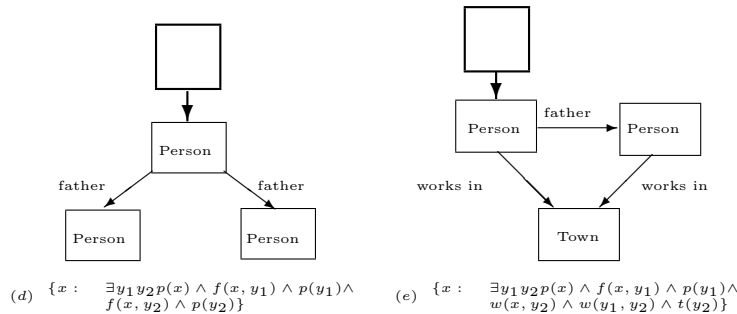 Person
father father
Person Person
(d) {x : ∃y₁y₂p(x) ∧ f(x, y₁) ∧ p(y₁)∧
f(x, y₂) ∧ p(y₂)}
father
Person Person
works in works in
Town
(e) {x : ∃y₁y₂p(x) ∧ f(x, y₁) ∧ p(y₁)∧
w(x, y₂) ∧ w(y₁, y₂) ∧ t(y₂)}